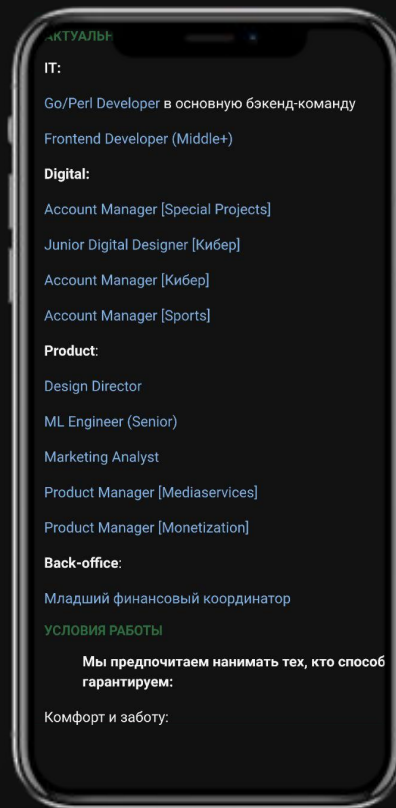 АКТУАЛЬН
IT:
Go/Perl Developer в основную бэкенд-команду
Frontend Developer (Middle+)
Digital:
Account Manager [Special Projects]
Junior Digital Designer [Кибер]
Account Manager [Кибер]
Account Manager [Sports]
Product:
Design Director
ML Engineer (Senior)
Marketing Analyst
Product Manager [Mediaservices]
Product Manager [Monetization]
Back-office:
Младший финансовый координатор
УСЛОВИЯ РАБОТЫ
Мы предпочитаем нанимать тех, кто способ
гарантируем:
Комфорт и заботу: